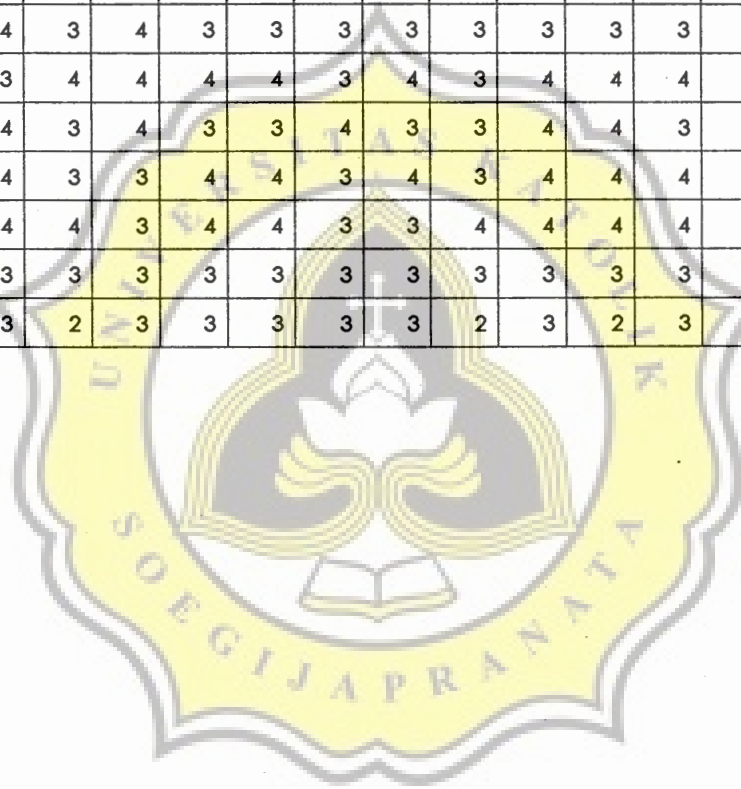 4 3 4 3 3 3 3 3 3 3 3
3 4 4 4 4 3 4 3 4 4 4
4 3 4 3 3 4 3 3 4 4 3
4 3 3 4 4 3 4 3 4 4 4
4 4 3 4 4 3 3 4 4 4 4
3 3 3 3 3 3 3 3 3 3 3
3 2 3 3 3 3 3 2 3 2 3
UNIVERSITAS KATOLIK
SOEGIJAPRANATA